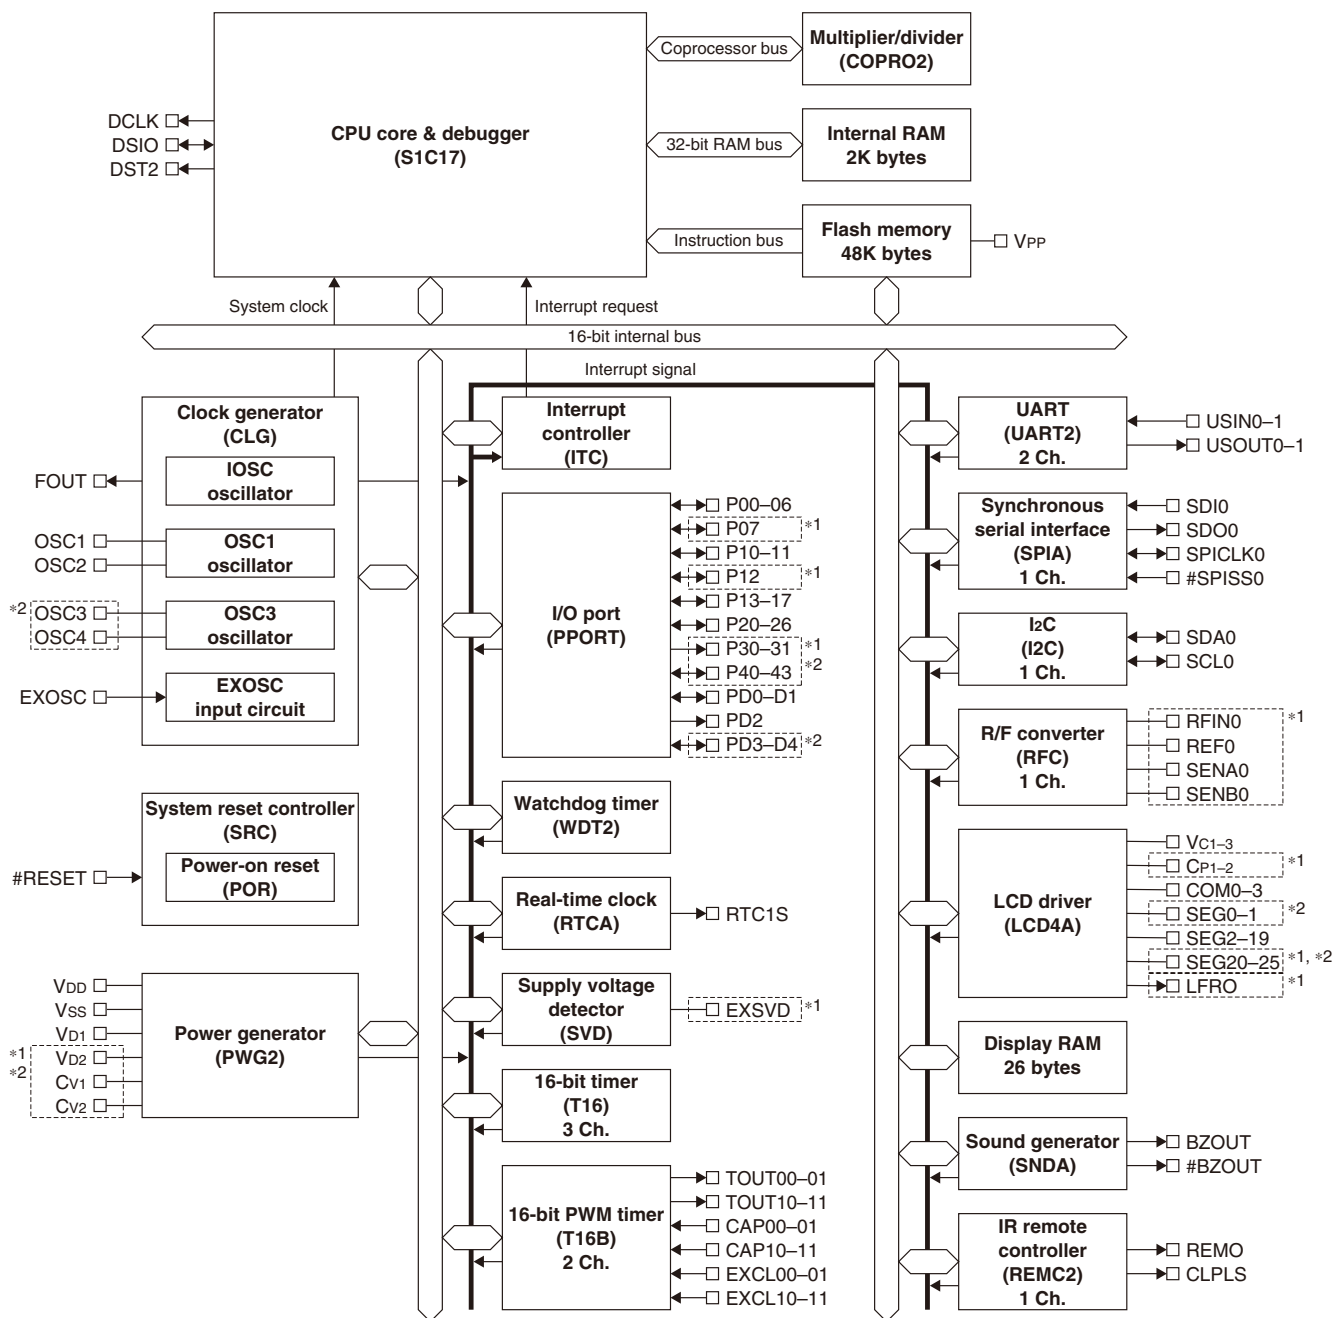 CPU core & debugger
(S1C17)
DCLK
DSIO
DST2
Coprocessor bus
Multiplier/divider
(COPRO2)
32-bit RAM bus
Internal RAM
2K bytes
Instruction bus
Flash memory
48K bytes
VPP
System clock
Interrupt request
16-bit internal bus
Interrupt signal
Clock generator
(CLG)
IOSC
oscillator
OSC1
oscillator
OSC3
oscillator
EXOSC
input circuit
FOUT
OSC1
OSC2
*2
OSC3
OSC4
EXOSC
System reset controller
(SRC)
Power-on reset
(POR)
#RESET
Power generator
(PWG2)
VDD
VSS
VD1
*1
VD2
*2
CV1
CV2
Interrupt
controller
(ITC)
I/O port
(PPORT)
P00–06
P07
*1
P10–11
P12
*1
P13–17
P20–26
P30–31
*1
P40–43
*2
PD0–D1
PD2
PD3–D4
*2
Watchdog timer
(WDT2)
Real-time clock
(RTCA)
RTC1S
Supply voltage
detector
(SVD)
EXSVD
*1
16-bit timer
(T16)
3 Ch.
16-bit PWM timer
(T16B)
2 Ch.
TOUT00–01
TOUT10–11
CAP00–01
CAP10–11
EXCL00–01
EXCL10–11
UART
(UART2)
2 Ch.
USIN0–1
USOUT0–1
Synchronous
serial interface
(SPIA)
1 Ch.
SDI0
SDO0
SPICLK0
#SPISS0
I2C
(I2C)
1 Ch.
SDA0
SCL0
R/F converter
(RFC)
1 Ch.
RFIN0
*1
REF0
SENA0
SENB0
LCD driver
(LCD4A)
VC1–3
CP1–2
*1
COM0–3
SEG0–1
*2
SEG2–19
SEG20–25
*1, *2
LFRO
*1
Display RAM
26 bytes
Sound generator
(SNDA)
BZOUT
#BZOUT
IR remote
controller
(REMC2)
1 Ch.
REMO
CLPLS